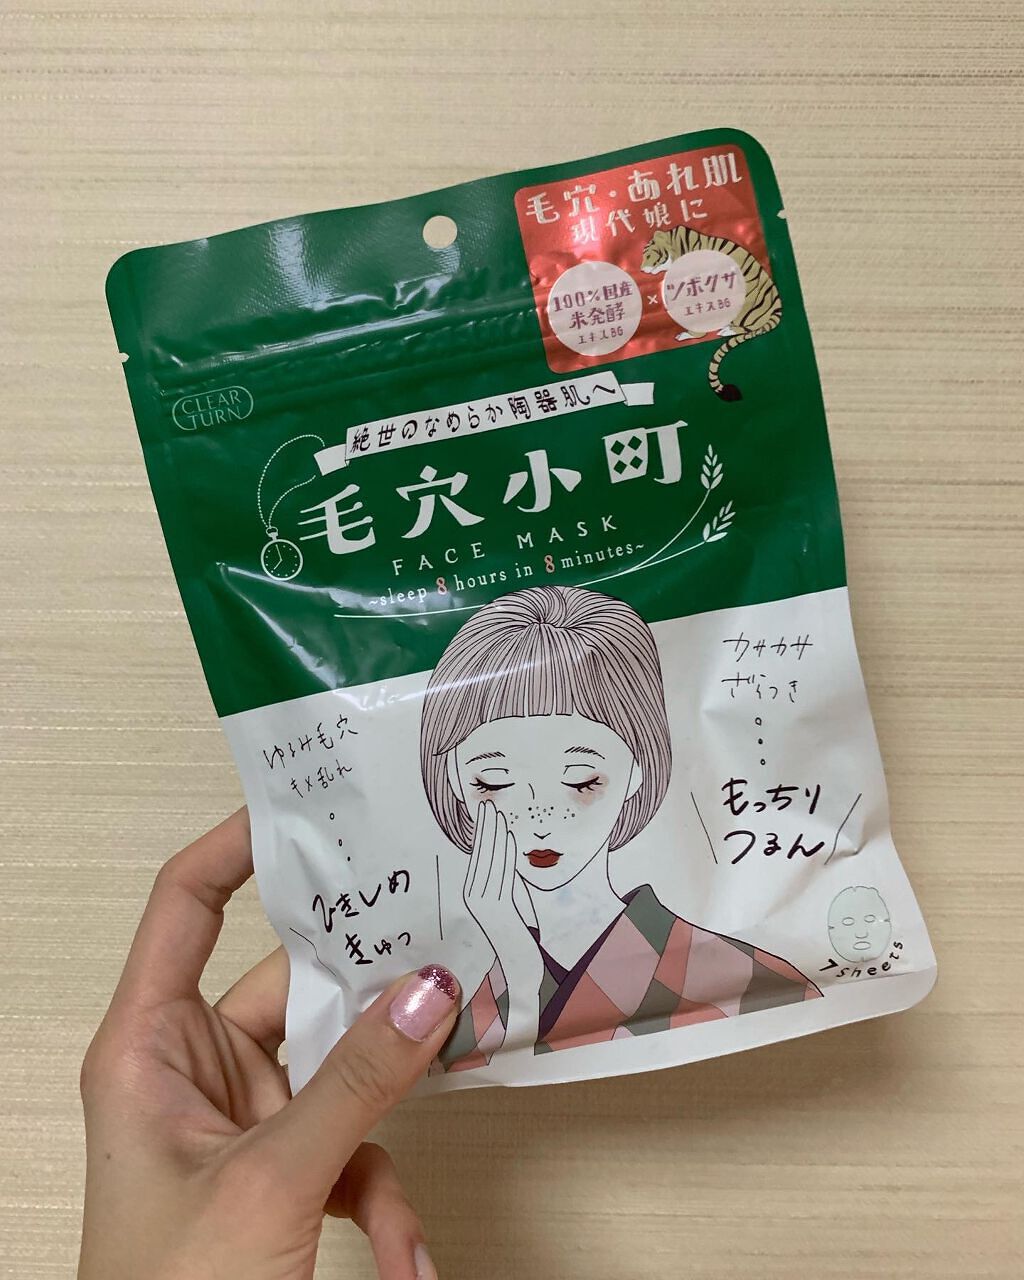 毛穴・あれ肌
現代娘に
100%国産
米発酵
エキスBG
×
ツボクサ
エキスBG
CLEAR
TURN
絶世のなめらか陶器肌へ
毛穴小町
FACE MASK
~sleep 8 hours in 8 minutes~
ゆるみ毛穴
キメ乱れ
ひきしめ
きゅっ
カサカサ
ざらつき
もっちり
つるん
7sheets